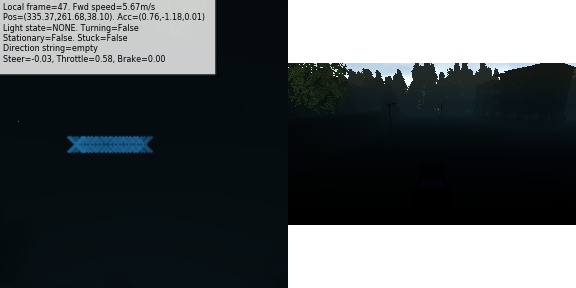 Local frame=47. Fwd speed=5.67m/s
Pos=(335.37,261.68,38.10). Acc=(0.76,-1.18,0.01)
Light state=NONE. Turning=False
Stationary=False. Stuck=False
Direction string=empty
Steer=-0.03, Throttle=0.58, Brake=0.00